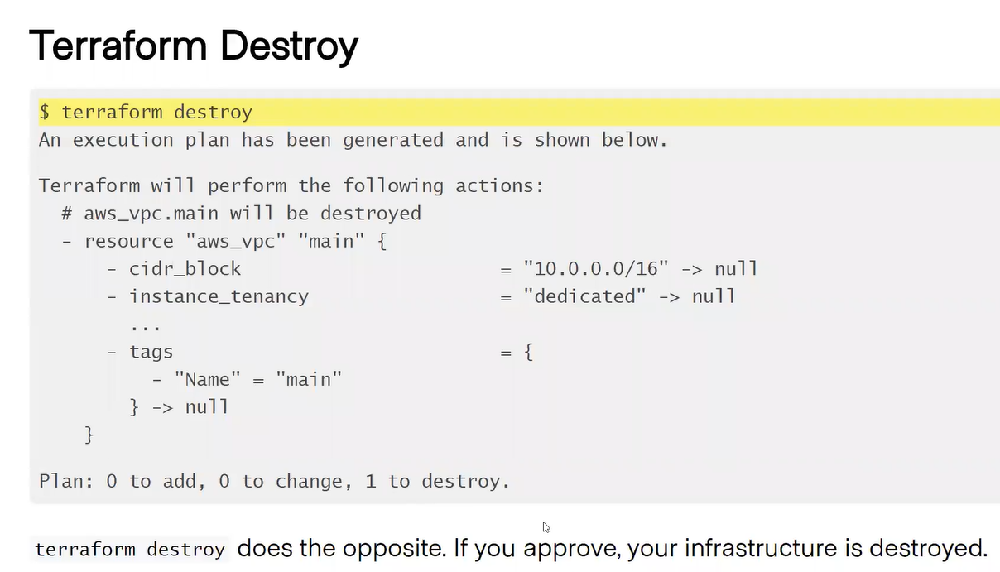 Terraform Destroy
$ terraform destroy
An execution plan has been generated and is shown below.
Terraform will perform the following actions:
# aws_vpc.main will be destroyed
- resource "aws_vpc" "main" {
- cidr_block = "10.0.0.0/16" -> null
- instance_tenancy = "dedicated" -> null
...
- tags = {
- "Name" = "main"
} -> null
}
Plan: 0 to add, 0 to change, 1 to destroy.
terraform destroy does the opposite. If you approve, your infrastructure is destroyed.